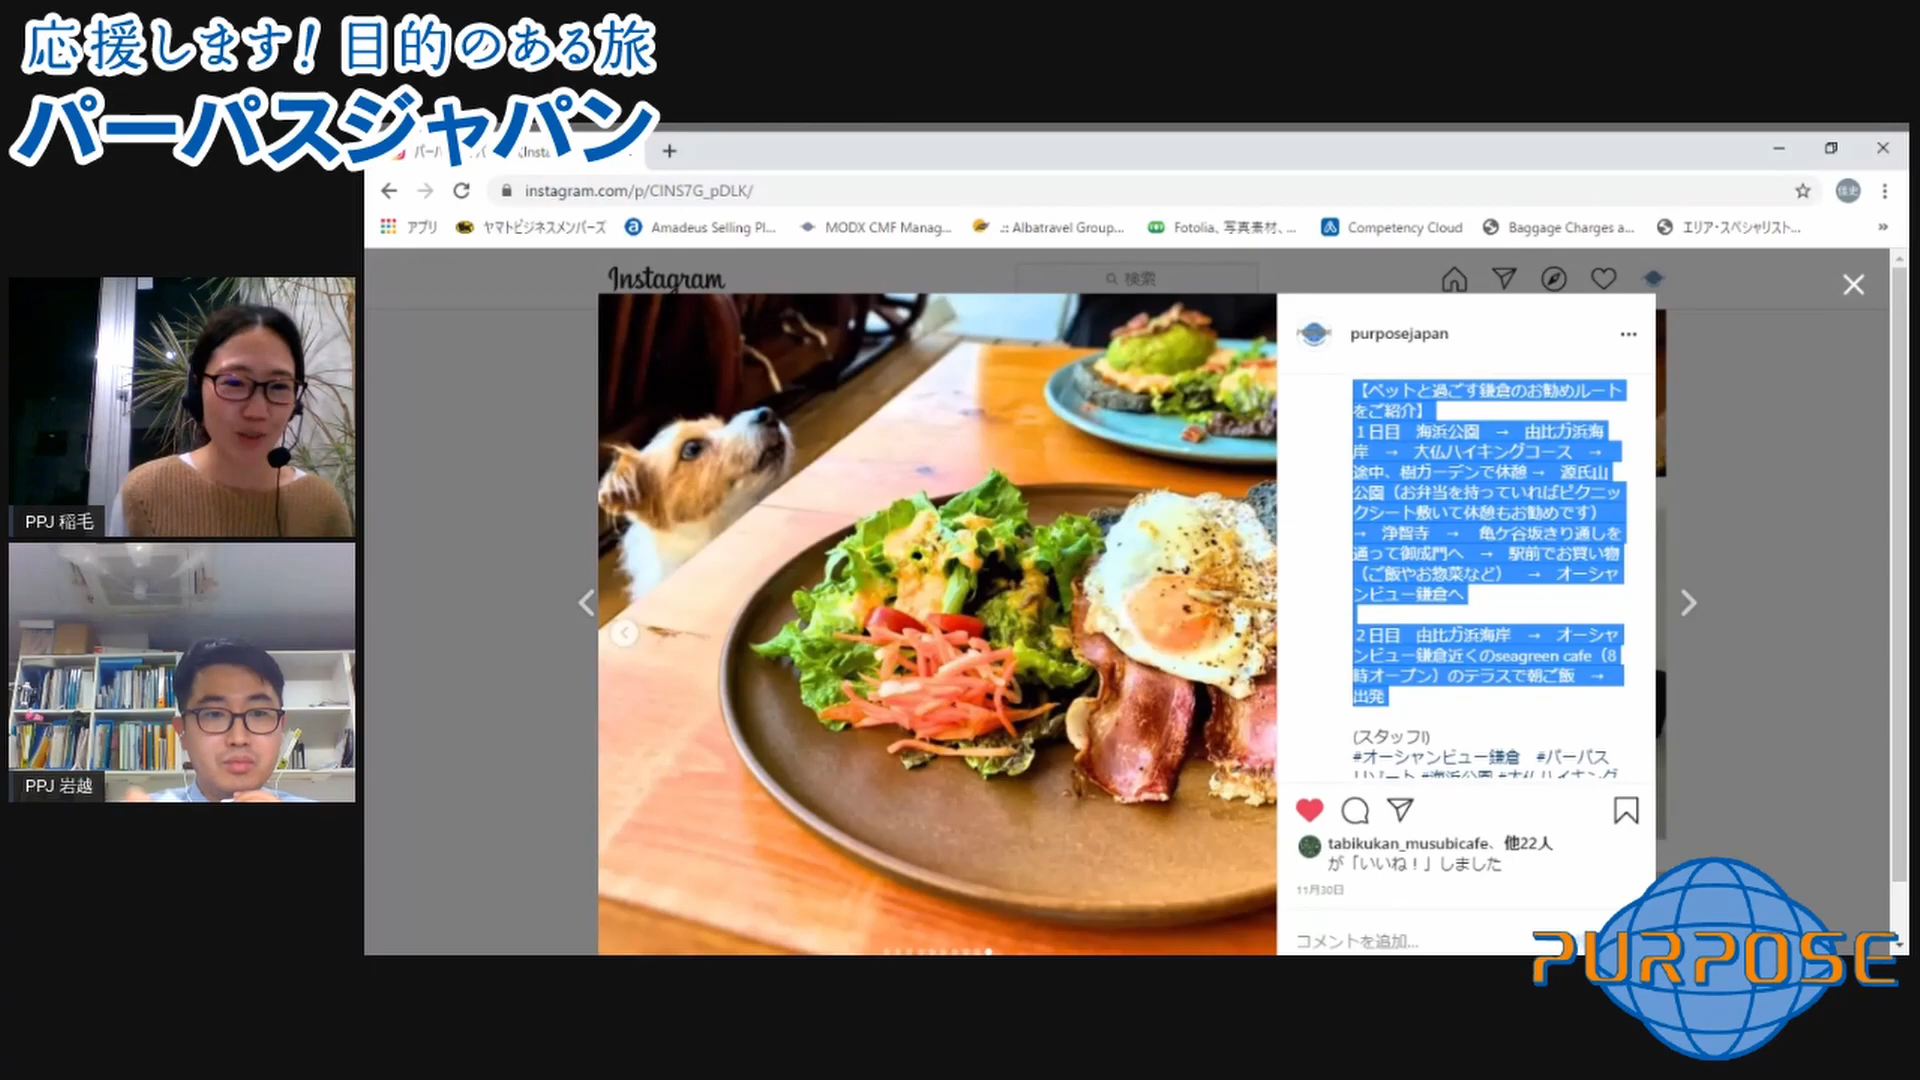 応援します！目的のある旅
パーパスジャパン
instagram.com/p/CINS7G_pDLK/
アプリ
ヤマトビジネスメンバーズ
Amadeus Selling Pl...
MODX CMF Manag...
.:: Albatravel Group...
Fotolia、写真素材、...
Competency Cloud
Baggage Charges a...
エリア・スペシャリスト...
Instagram
検索
PPJ 稲毛
PPJ 岩越
purposejapan
【ペットと過ごす鎌倉のお勧めルート
をご紹介】
１日目　海浜公園　→　由比ガ浜海
岸　→　大仏ハイキングコース　→
途中、樹ガーデンで休憩→　源氏山
公園（お弁当を持っていればピクニッ
クシート敷いて休憩もお勧めです）
→　浄智寺　→　亀ケ谷坂きり通しを
通って御成門へ　→　駅前でお買い物
（ご飯やお惣菜など）　→　オーシャ
ンビュー鎌倉へ
２日目　由比ガ浜海岸　→　オーシャ
ンビュー鎌倉近くのseagreen cafe（8
時オープン）のテラスで朝ご飯　→
出発
(スタッフI)
#オーシャンビュー鎌倉　#パーパス
リゾート #海浜公園 #大仏ハイキング
tabikukan_musubicafe、他22人
が「いいね！」しました
11月30日
コメントを追加...
PURPOSE